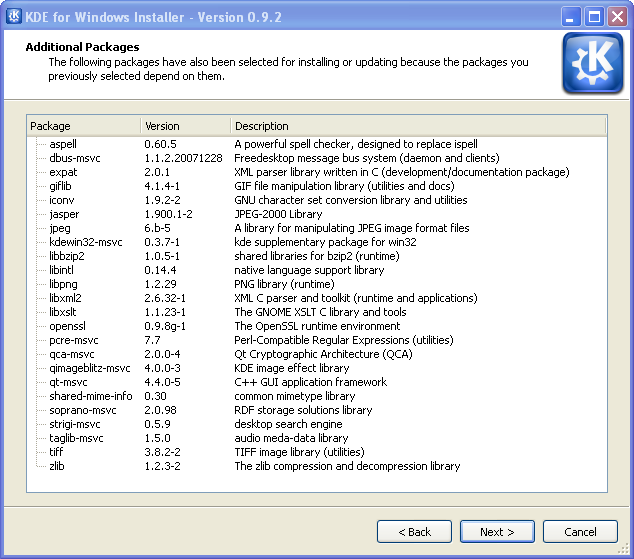 KDE for Windows Installer - Version 0.9.2
Additional Packages
The following packages have also been selected for installing or updating because the packages you
previously selected depend on them.
Package Version Description
aspell 0.60.5 A powerful spell checker, designed to replace ispell
dbus-msvc 1.1.2.20071228 Freedesktop message bus system (daemon and clients)
expat 2.0.1 XML parser library written in C (development/documentation package)
giflib 4.1.4-1 GIF file manipulation library (utilities and docs)
iconv 1.9.2-2 GNU character set conversion library and utilities
jasper 1.900.1-2 JPEG-2000 Library
jpeg 6.b-5 A library for manipulating JPEG image format files
kdewin32-msvc 0.3.7-1 kde supplementary package for win32
libbzip2 1.0.5-1 shared libraries for bzip2 (runtime)
libintl 0.14.4 native language support library
libpng 1.2.29 PNG library (runtime)
libxml2 2.6.32-1 XML C parser and toolkit (runtime and applications)
libxslt 1.1.23-1 The GNOME XSLT C library and tools
openssl 0.9.8g-1 The OpenSSL runtime environment
pcre-msvc 7.7 Perl-Compatible Regular Expressions (utilities)
qca-msvc 2.0.0-4 Qt Cryptographic Architecture (QCA)
qimageblitz-msvc 4.0.0-3 KDE image effect library
qt-msvc 4.4.0-5 C++ GUI application framework
shared-mime-info 0.30 common mimetype library
soprano-msvc 2.0.98 RDF storage solutions library
strigi-msvc 0.5.9 desktop search engine
taglib-msvc 1.5.0 audio meda-data library
tiff 3.8.2-2 TIFF image library (utilities)
zlib 1.2.3-2 The zlib compression and decompression library
< Back Next > Cancel